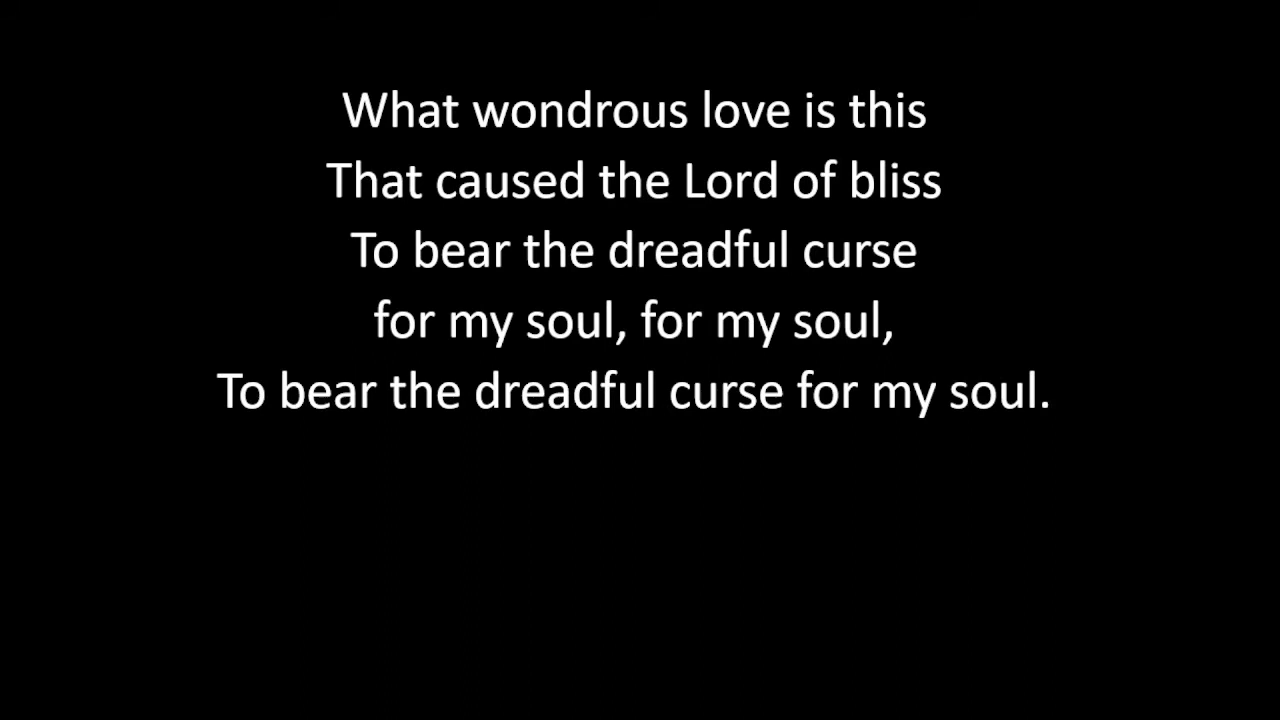 What wondrous love is this
That caused the Lord of bliss
To bear the dreadful curse
for my soul, for my soul,
To bear the dreadful curse for my soul.